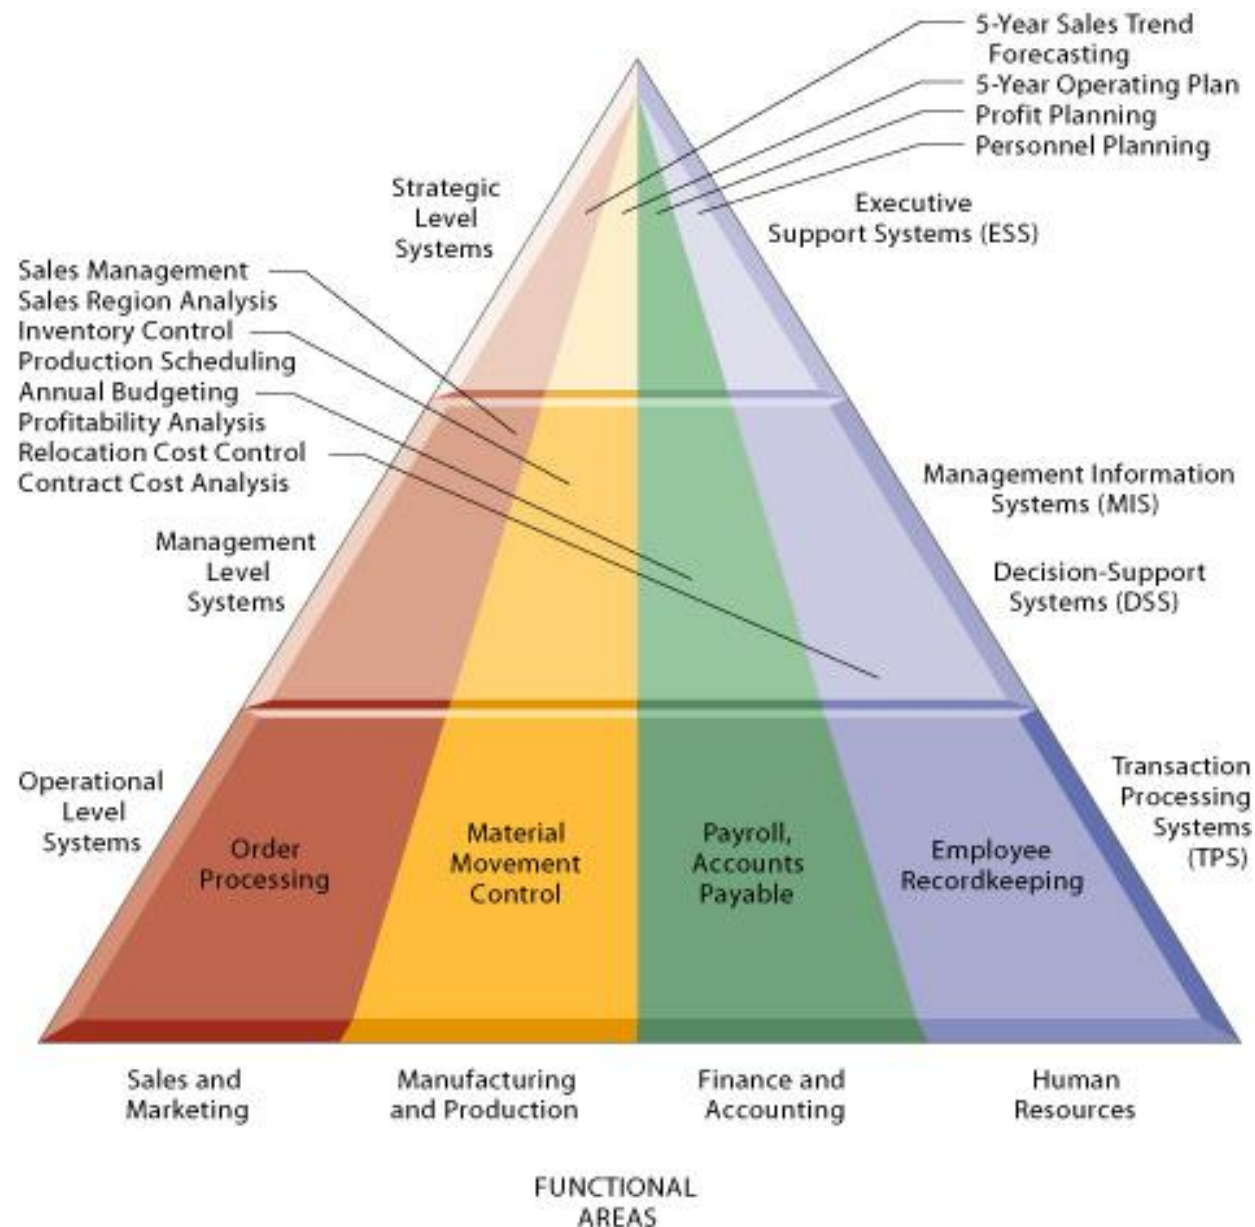 5-Year Sales Trend
Forecasting
5-Year Operating Plan
Profit Planning
Personnel Planning
Strategic
Level
Systems
Executive
Support Systems (ESS)
Sales Management
Sales Region Analysis
Inventory Control
Production Scheduling
Annual Budgeting
Profitability Analysis
Relocation Cost Control
Contract Cost Analysis
Management Information
Systems (MIS)
Management
Level
Systems
Decision-Support
Systems (DSS)
Operational
Level
Systems
Order
Processing
Material
Movement
Control
Payroll,
Accounts
Payable
Employee
Recordkeeping
Transaction
Processing
Systems
(TPS)
Sales and
Marketing
Manufacturing
and Production
Finance and
Accounting
Human
Resources
FUNCTIONAL
AREAS